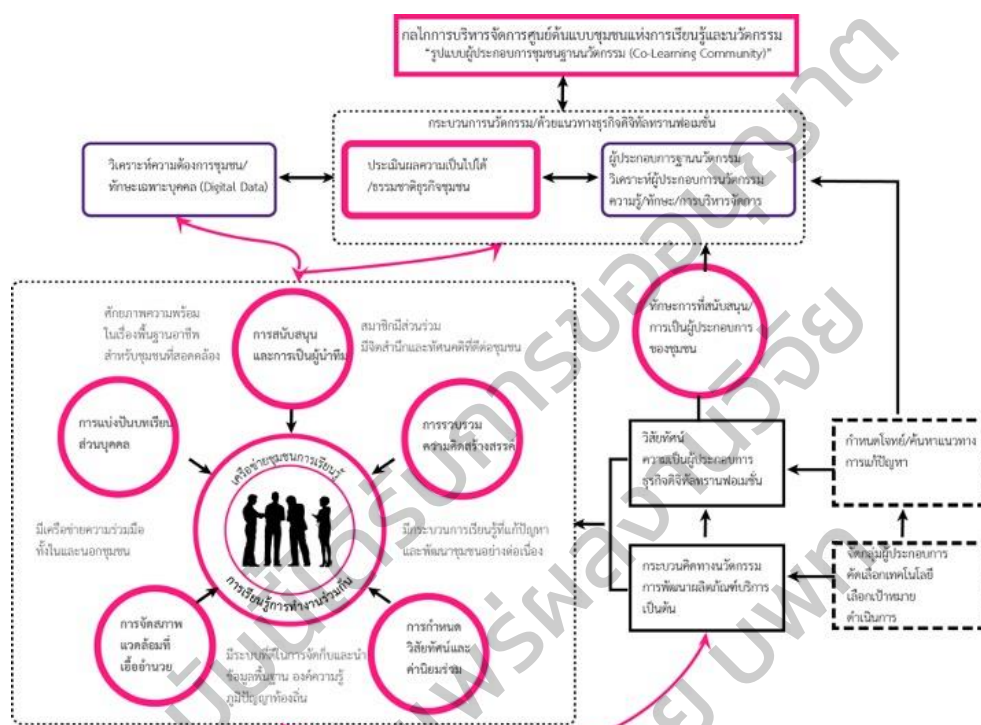 กลไกการบริหารจัดการศูนย์ต้นแบบชุมชนแห่งการเรียนรู้และนวัตกรรม
"รูปแบบผู้ประกอบการชุมชนฐานนวัตกรรม (Co-Learning Community)"
กระบวนการนวัตกรรม/ด้วยแนวทางธุรกิจดิจิทัลทรานฟอเมชั่น
วิเคราะห์ความต้องการชุมชน/
ทักษะเฉพาะบุคคล (Digital Data)
ประเมินผลความเป็นไปได้
/ธรรมชาติธุรกิจชุมชน
ผู้ประกอบการฐานนวัตกรรม
วิเคราะห์ผู้ประกอบการนวัตกรรม
ความรู้/ทักษะ/การบริหารจัดการ
ศักยภาพความพร้อม
ในเรื่องพื้นฐานอาชีพ
สำหรับชุมชนที่สอดคล้อง
การสนับสนุน
และการเป็นผู้นำทีม
สมาชิกมีส่วนร่วม
มีจิตสำนึกและทัศนคติที่ดีต่อชุมชน
ทักษะการที่สนับสนุน/
การเป็นผู้ประกอบการ
ของชุมชน
การแบ่งปันบทเรียน
ส่วนบุคคล
การรวบรวม
ความคิดสร้างสรรค์
เครือข่ายชุมชนการเรียนรู้
การเรียนรู้การทำงานร่วมกัน
วิสัยทัศน์
ความเป็นผู้ประกอบการ
ธุรกิจดิจิทัลทรานฟอเมชั่น
กำหนดโจทย์/ค้นหาแนวทาง
การแก้ปัญหา
มีเครือข่ายความร่วมมือ
ทั้งในและนอกชุมชน
มีกระบวนการเรียนรู้ที่แก้ปัญหา
และพัฒนาชุมชนอย่างต่อเนื่อง
กระบวนคิดทางนวัตกรรม
การพัฒนาผลิตภัณฑ์บริการ
เป็นต้น
จัดกลุ่มผู้ประกอบการ
คัดเลือกเทคโนโลยี
เลือกเป้าหมาย
ดำเนินการ
การจัดสภาพ
แวดล้อมที่
เอื้ออำนวย
มีระบบที่ดีในการจัดเก็บและนำ
ข้อมูลพื้นฐาน องค์ความรู้
ภูมิปัญญาท้องถิ่น
การกำหนด
วิสัยทัศน์และ
ค่านิยมร่วม